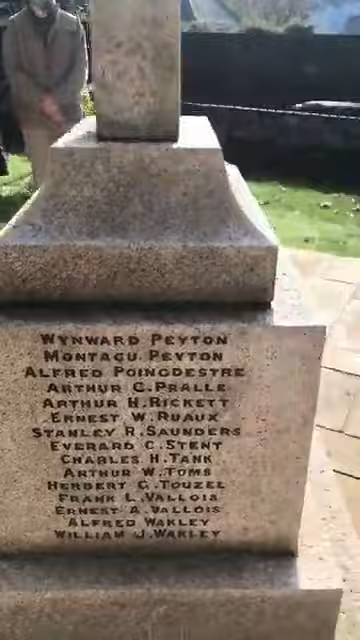 WYNWARD PEYTON
MONTAGU PEYTON
ALFRED POINGDESTRE
ARTHUR C. PRALLE
ARTHUR H. RICKETT
ERNEST W. RUAUX
STANLEY R. SAUNDERS
EVERARD C. STENT
CHARLES H. TANK
ARTHUR W. TOMS
HERBERT G. TOUZEL
FRANK L. VALLOIS
ERNEST A. VALLOIS
ALFRED WAKLEY
WILLIAM J. WAKLEY